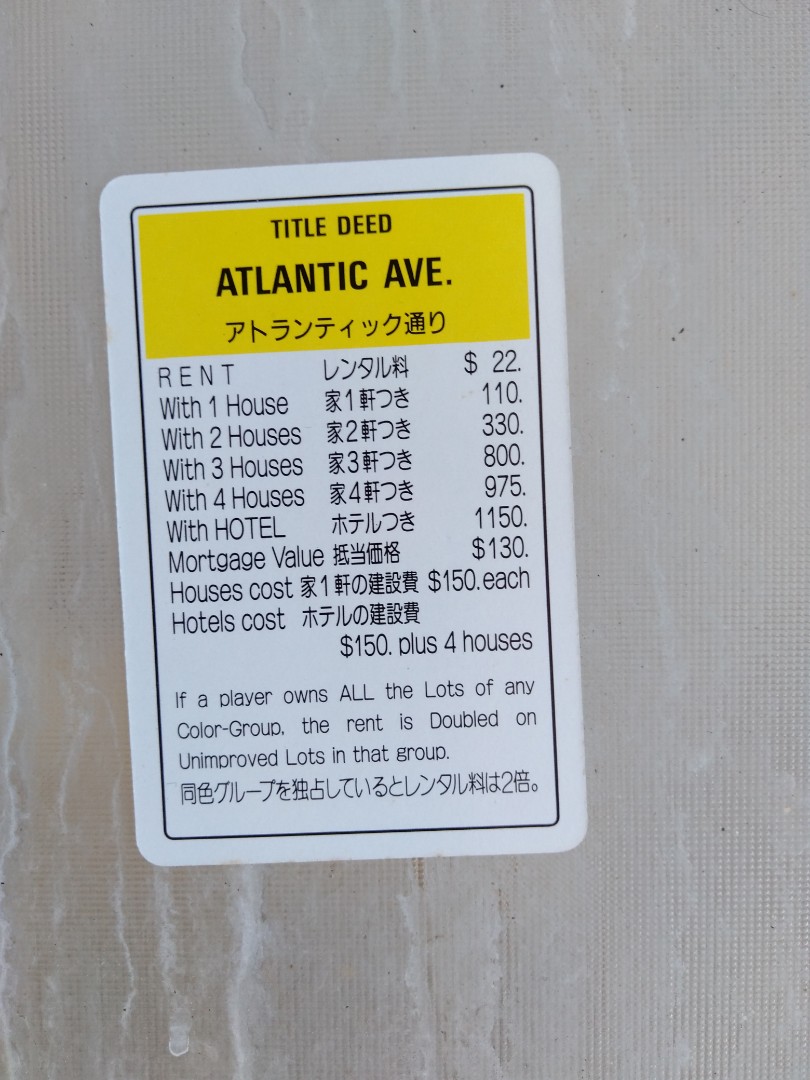 TITLE DEED
ATLANTIC AVE.
アトランティック通り
RENT レンタル料 $ 22.
With 1 House 家1軒つき 110.
With 2 Houses 家2軒つき 330.
With 3 Houses 家3軒つき 800.
With 4 Houses 家4軒つき 975.
With HOTEL ホテルつき 1150.
Mortgage Value 抵当価格 $130.
Houses cost 家1軒の建設費 $150.each
Hotels cost ホテルの建設費
$150. plus 4 houses
If a player owns ALL the Lots of any
Color-Group, the rent is Doubled on
Unimproved Lots in that group.
同色グループを独占しているとレンタル料は2倍。